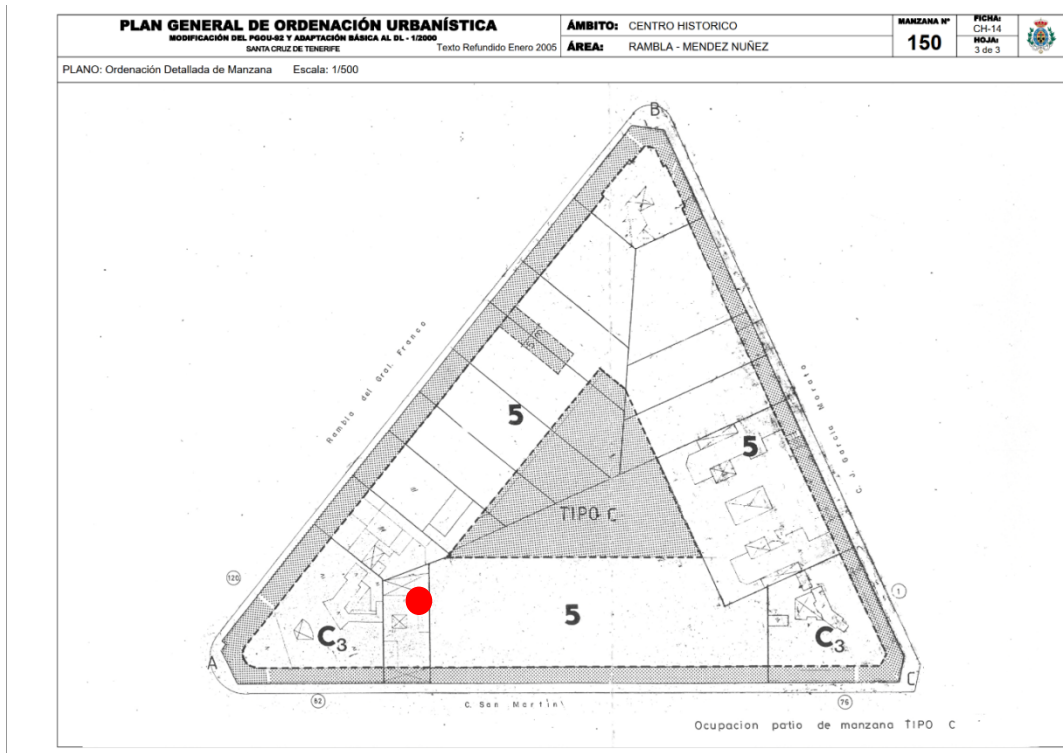 PLAN GENERAL DE ORDENACIÓN URBANÍSTICA
MODIFICACIÓN DEL PGOU-92 Y ADAPTACIÓN BÁSICA AL DL - 1/2000
SANTA CRUZ DE TENERIFE
Texto Refundido Enero 2005
ÁMBITO: CENTRO HISTORICO
ÁREA: RAMBLA - MENDEZ NUÑEZ
MANZANA Nº
150
FICHA:
CH-14
HOJA:
3 de 3
PLANO: Ordenación Detallada de Manzana Escala: 1/500
B
Rambla del Gral. Franco
5
5
C. J. García Morato
TIPO C
120
1
5
C3
C3
A
C
82
C. San Martín
76
Ocupacion patio de manzana TIPO C